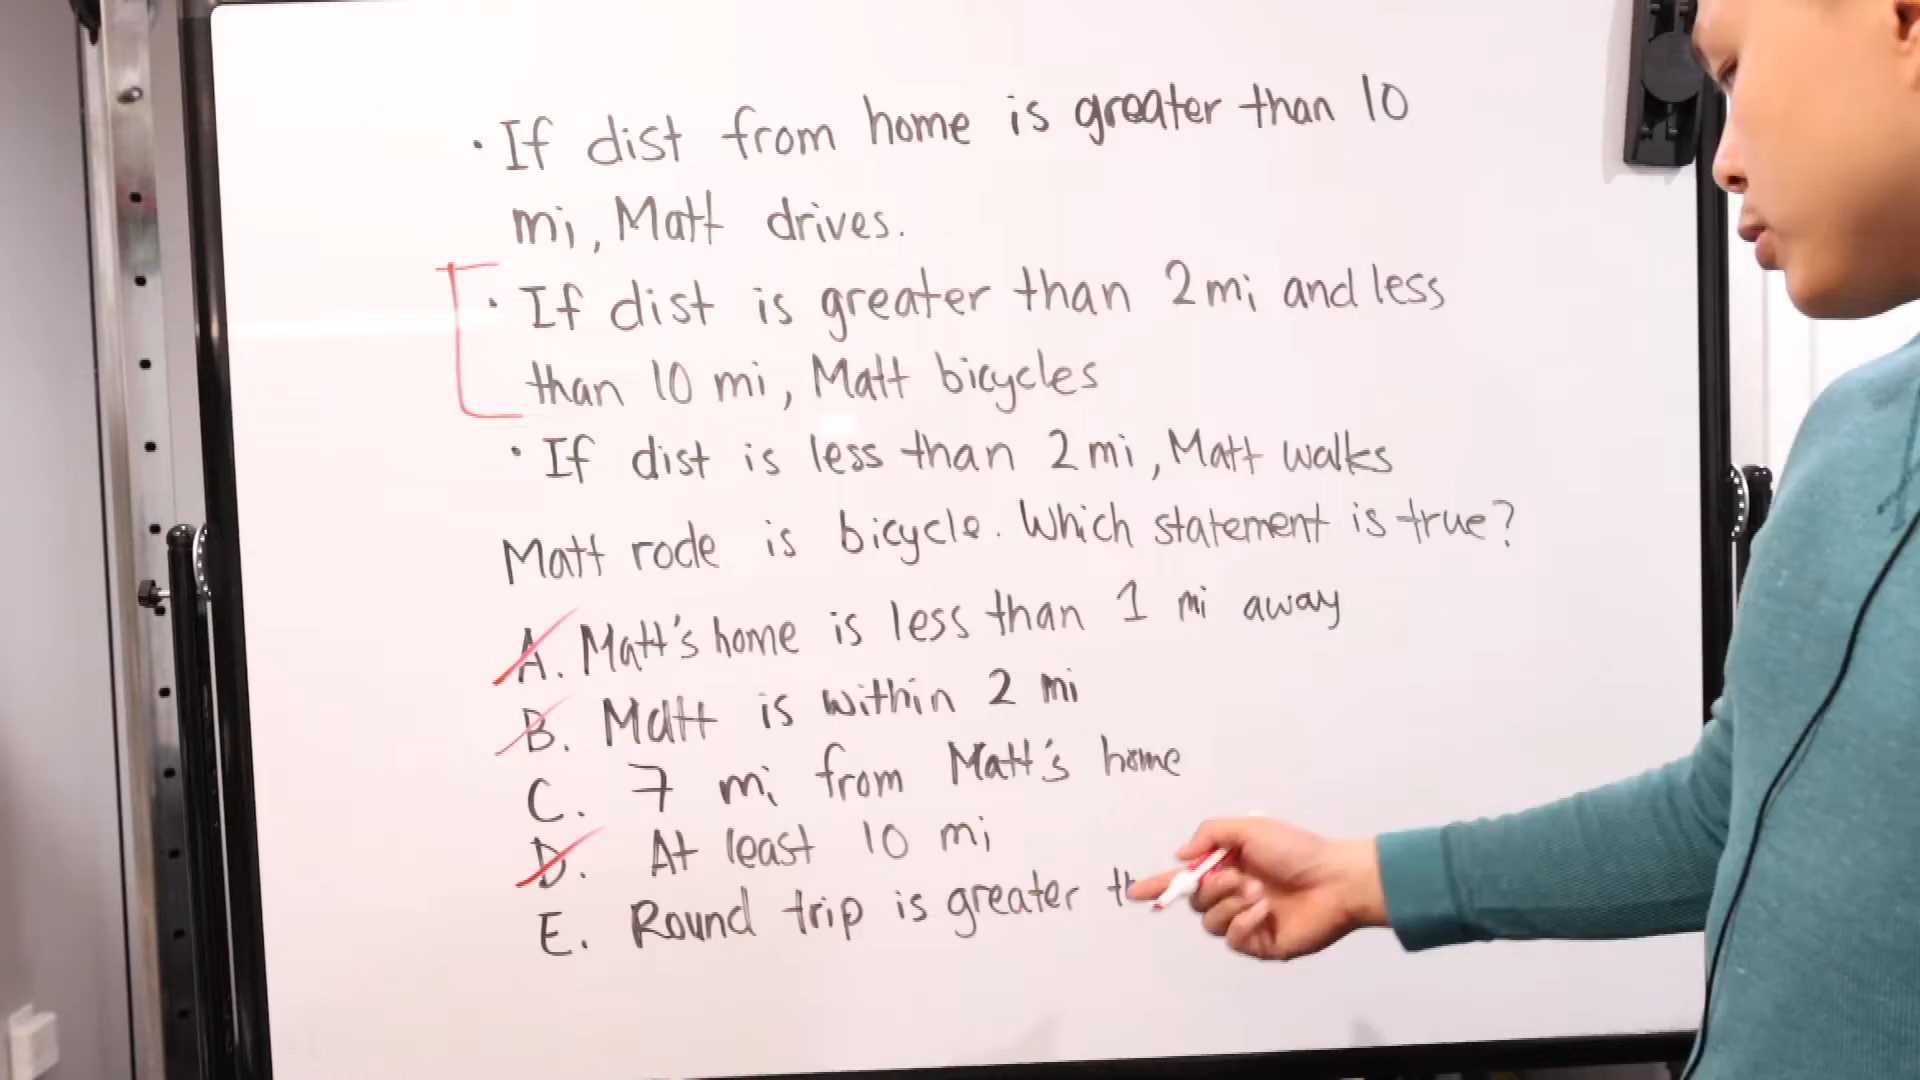 · If dist from home is greater than 10
mi, Matt drives.
· If dist is greater than 2 mi and less
than 10 mi, Matt bicycles
· If dist is less than 2 mi, Matt walks
Matt rode is bicycle. Which statement is true?
A. Matt's home is less than 1 mi away
B. Matt is within 2 mi
C. 7 mi from Matt's home
D. At least 10 mi
E. Round trip is greater